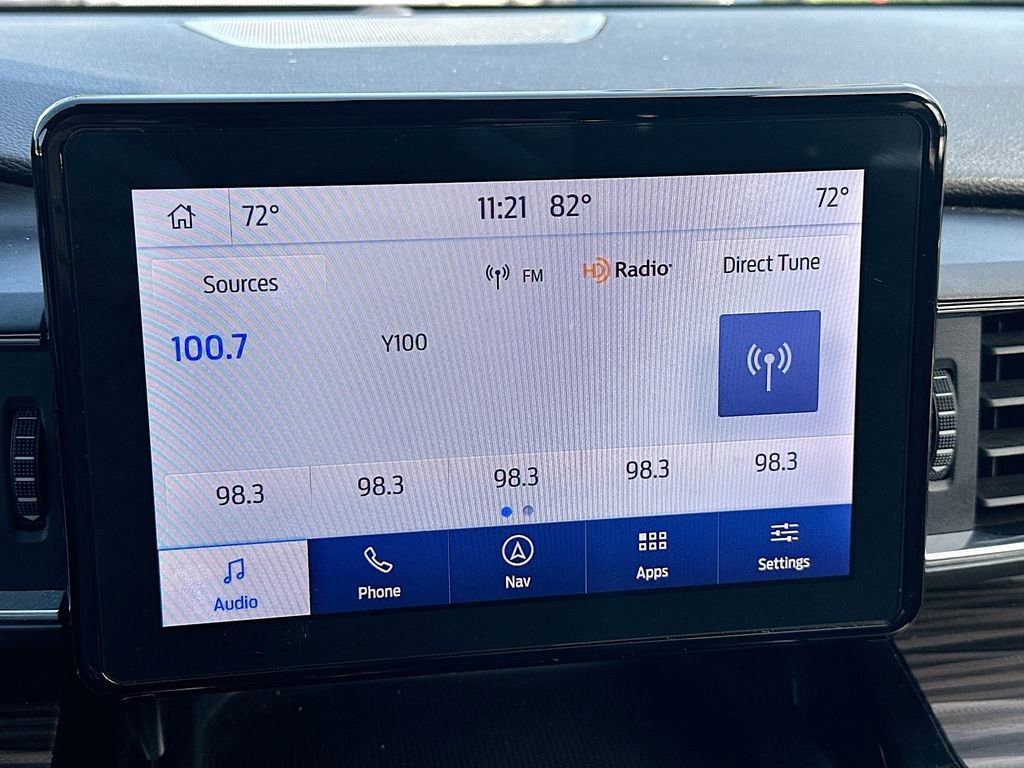 72° 11:21 82° 72°
Sources FM HD Radio Direct Tune
100.7 Y100
98.3 98.3 98.3 98.3 98.3
Audio Phone Nav Apps Settings